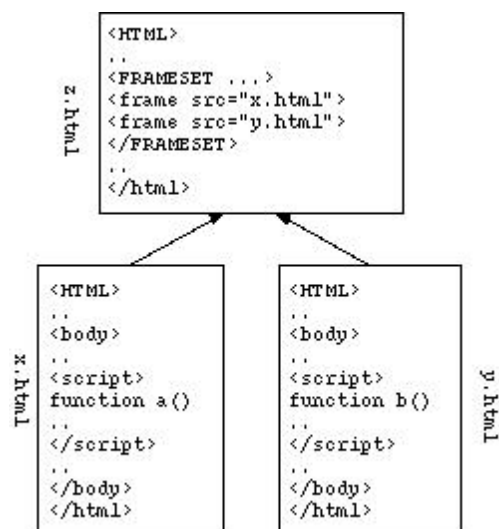 z.html
<HTML>
..
<FRAMESET ...>
<frame src="x.html">
<frame src="y.html">
</FRAMESET>
..
</html>
x.html
<HTML>
..
<body>
..
<script>
function a()
..
</script>
..
</body>
</html>
<HTML>
..
<body>
..
<script>
function b()
..
</script>
..
</body>
</html>
y.html